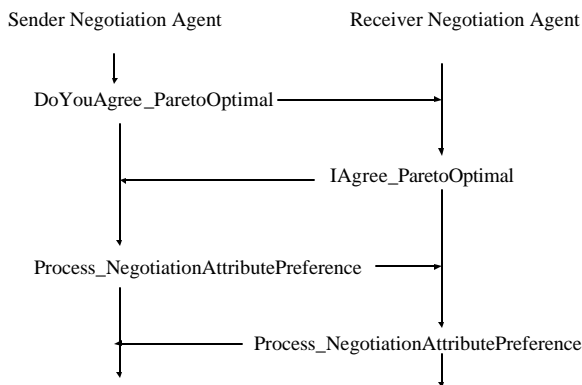 Sender Negotiation Agent
Receiver Negotiation Agent
DoYouAgree_ParetoOptimal
IAgree_ParetoOptimal
Process_NegotiationAttributePreference
Process_NegotiationAttributePreference